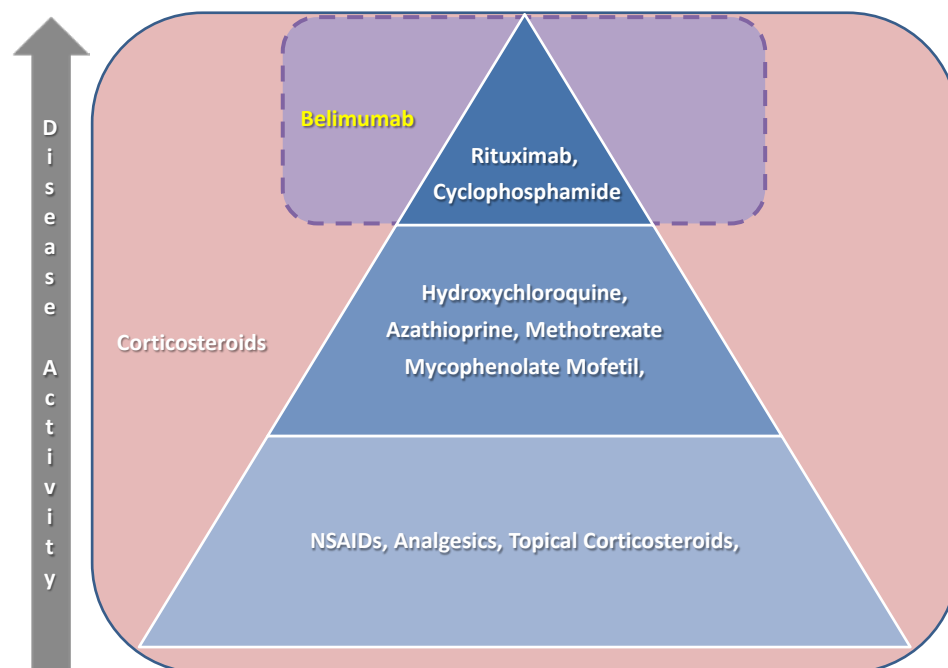 Disease Activity
Belimumab
Rituximab,
Cyclophosphamide
Hydroxychloroquine,
Azathioprine, Methotrexate
Mycophenolate Mofetil,
Corticosteroids
NSAIDs, Analgesics, Topical Corticosteroids,